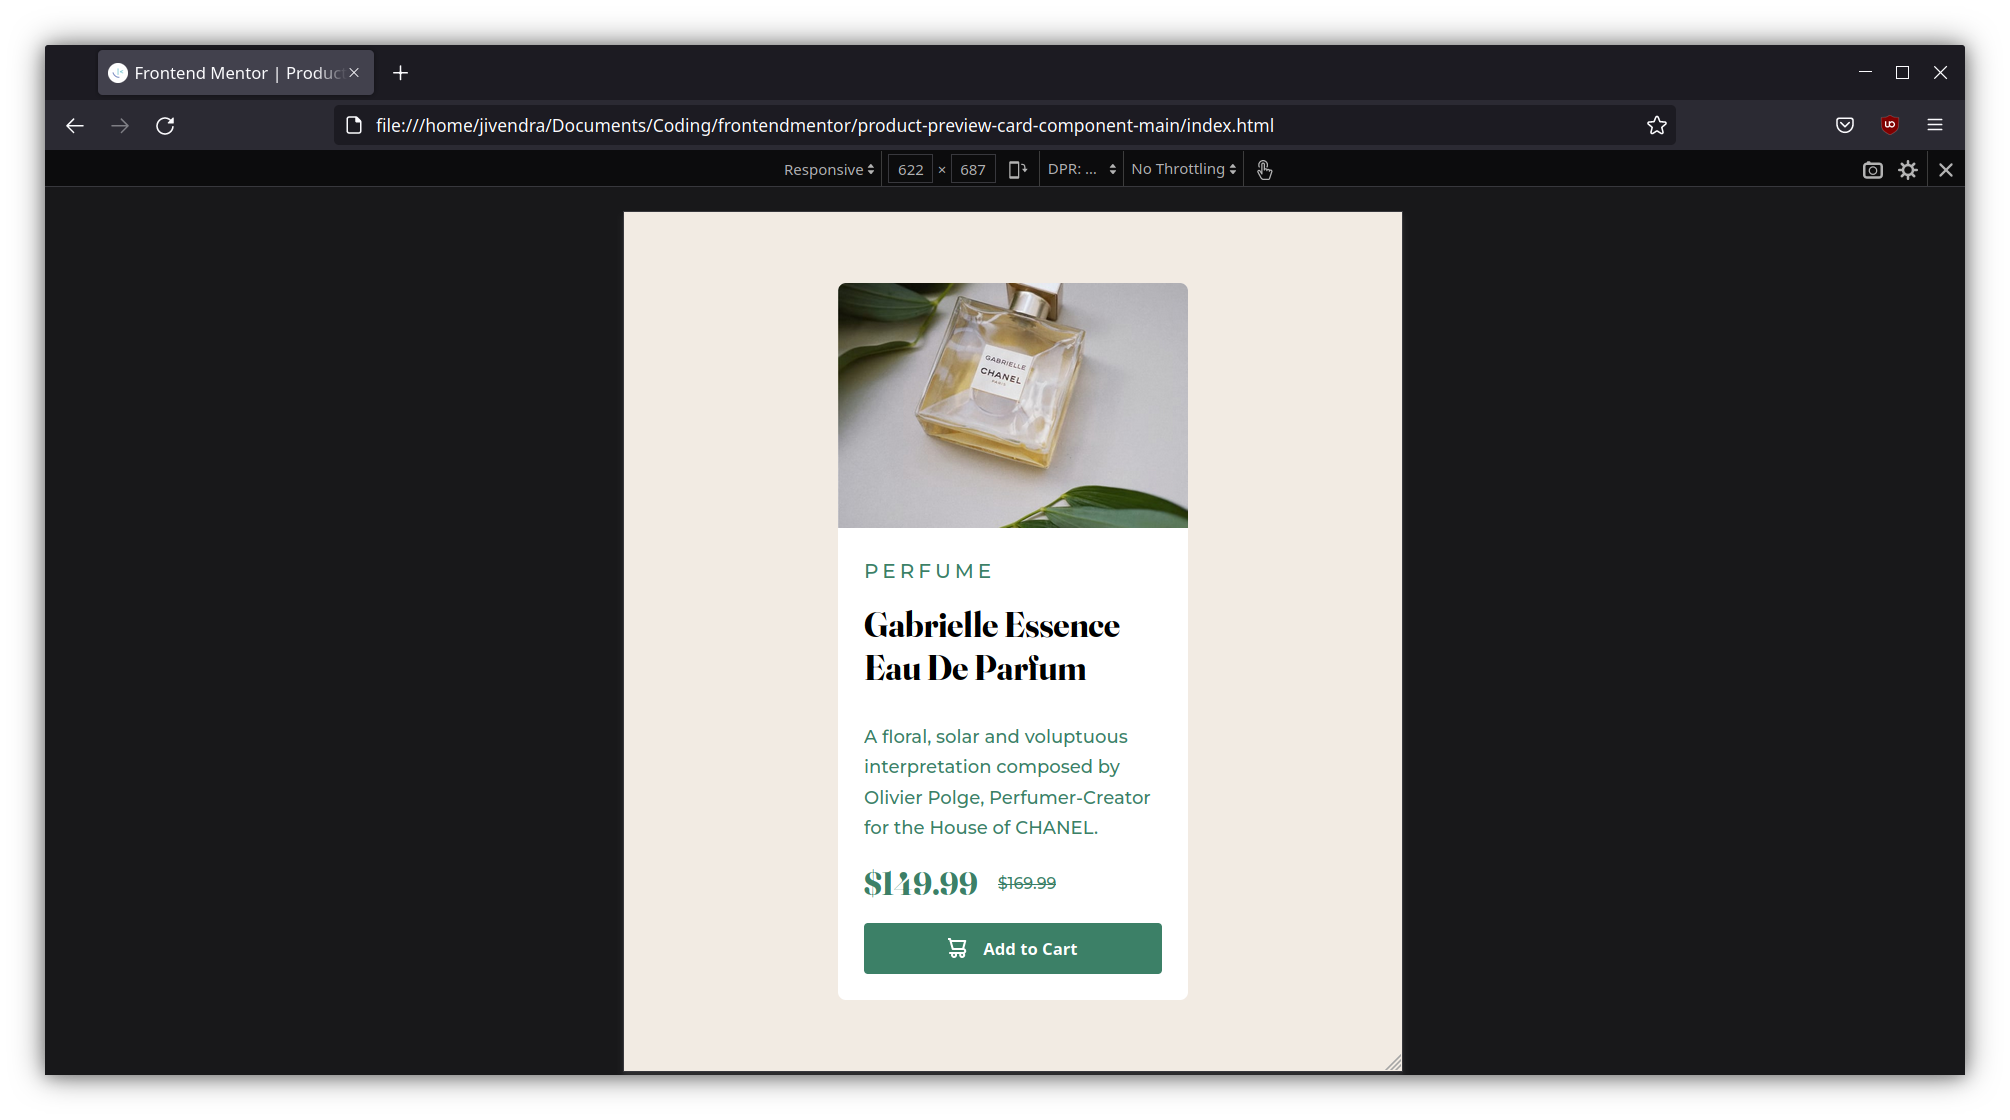 Frontend Mentor | Produc
file:///home/jivendra/Documents/Coding/frontendmentor/product-preview-card-component-main/index.html
Responsive 622 × 687 DPR: ... No Throttling
GABRIELLE
CHANEL
PARIS
PERFUME
Gabrielle Essence
Eau De Parfum
A floral, solar and voluptuous
interpretation composed by
Olivier Polge, Perfumer-Creator
for the House of CHANEL.
$149.99 $169.99
Add to Cart